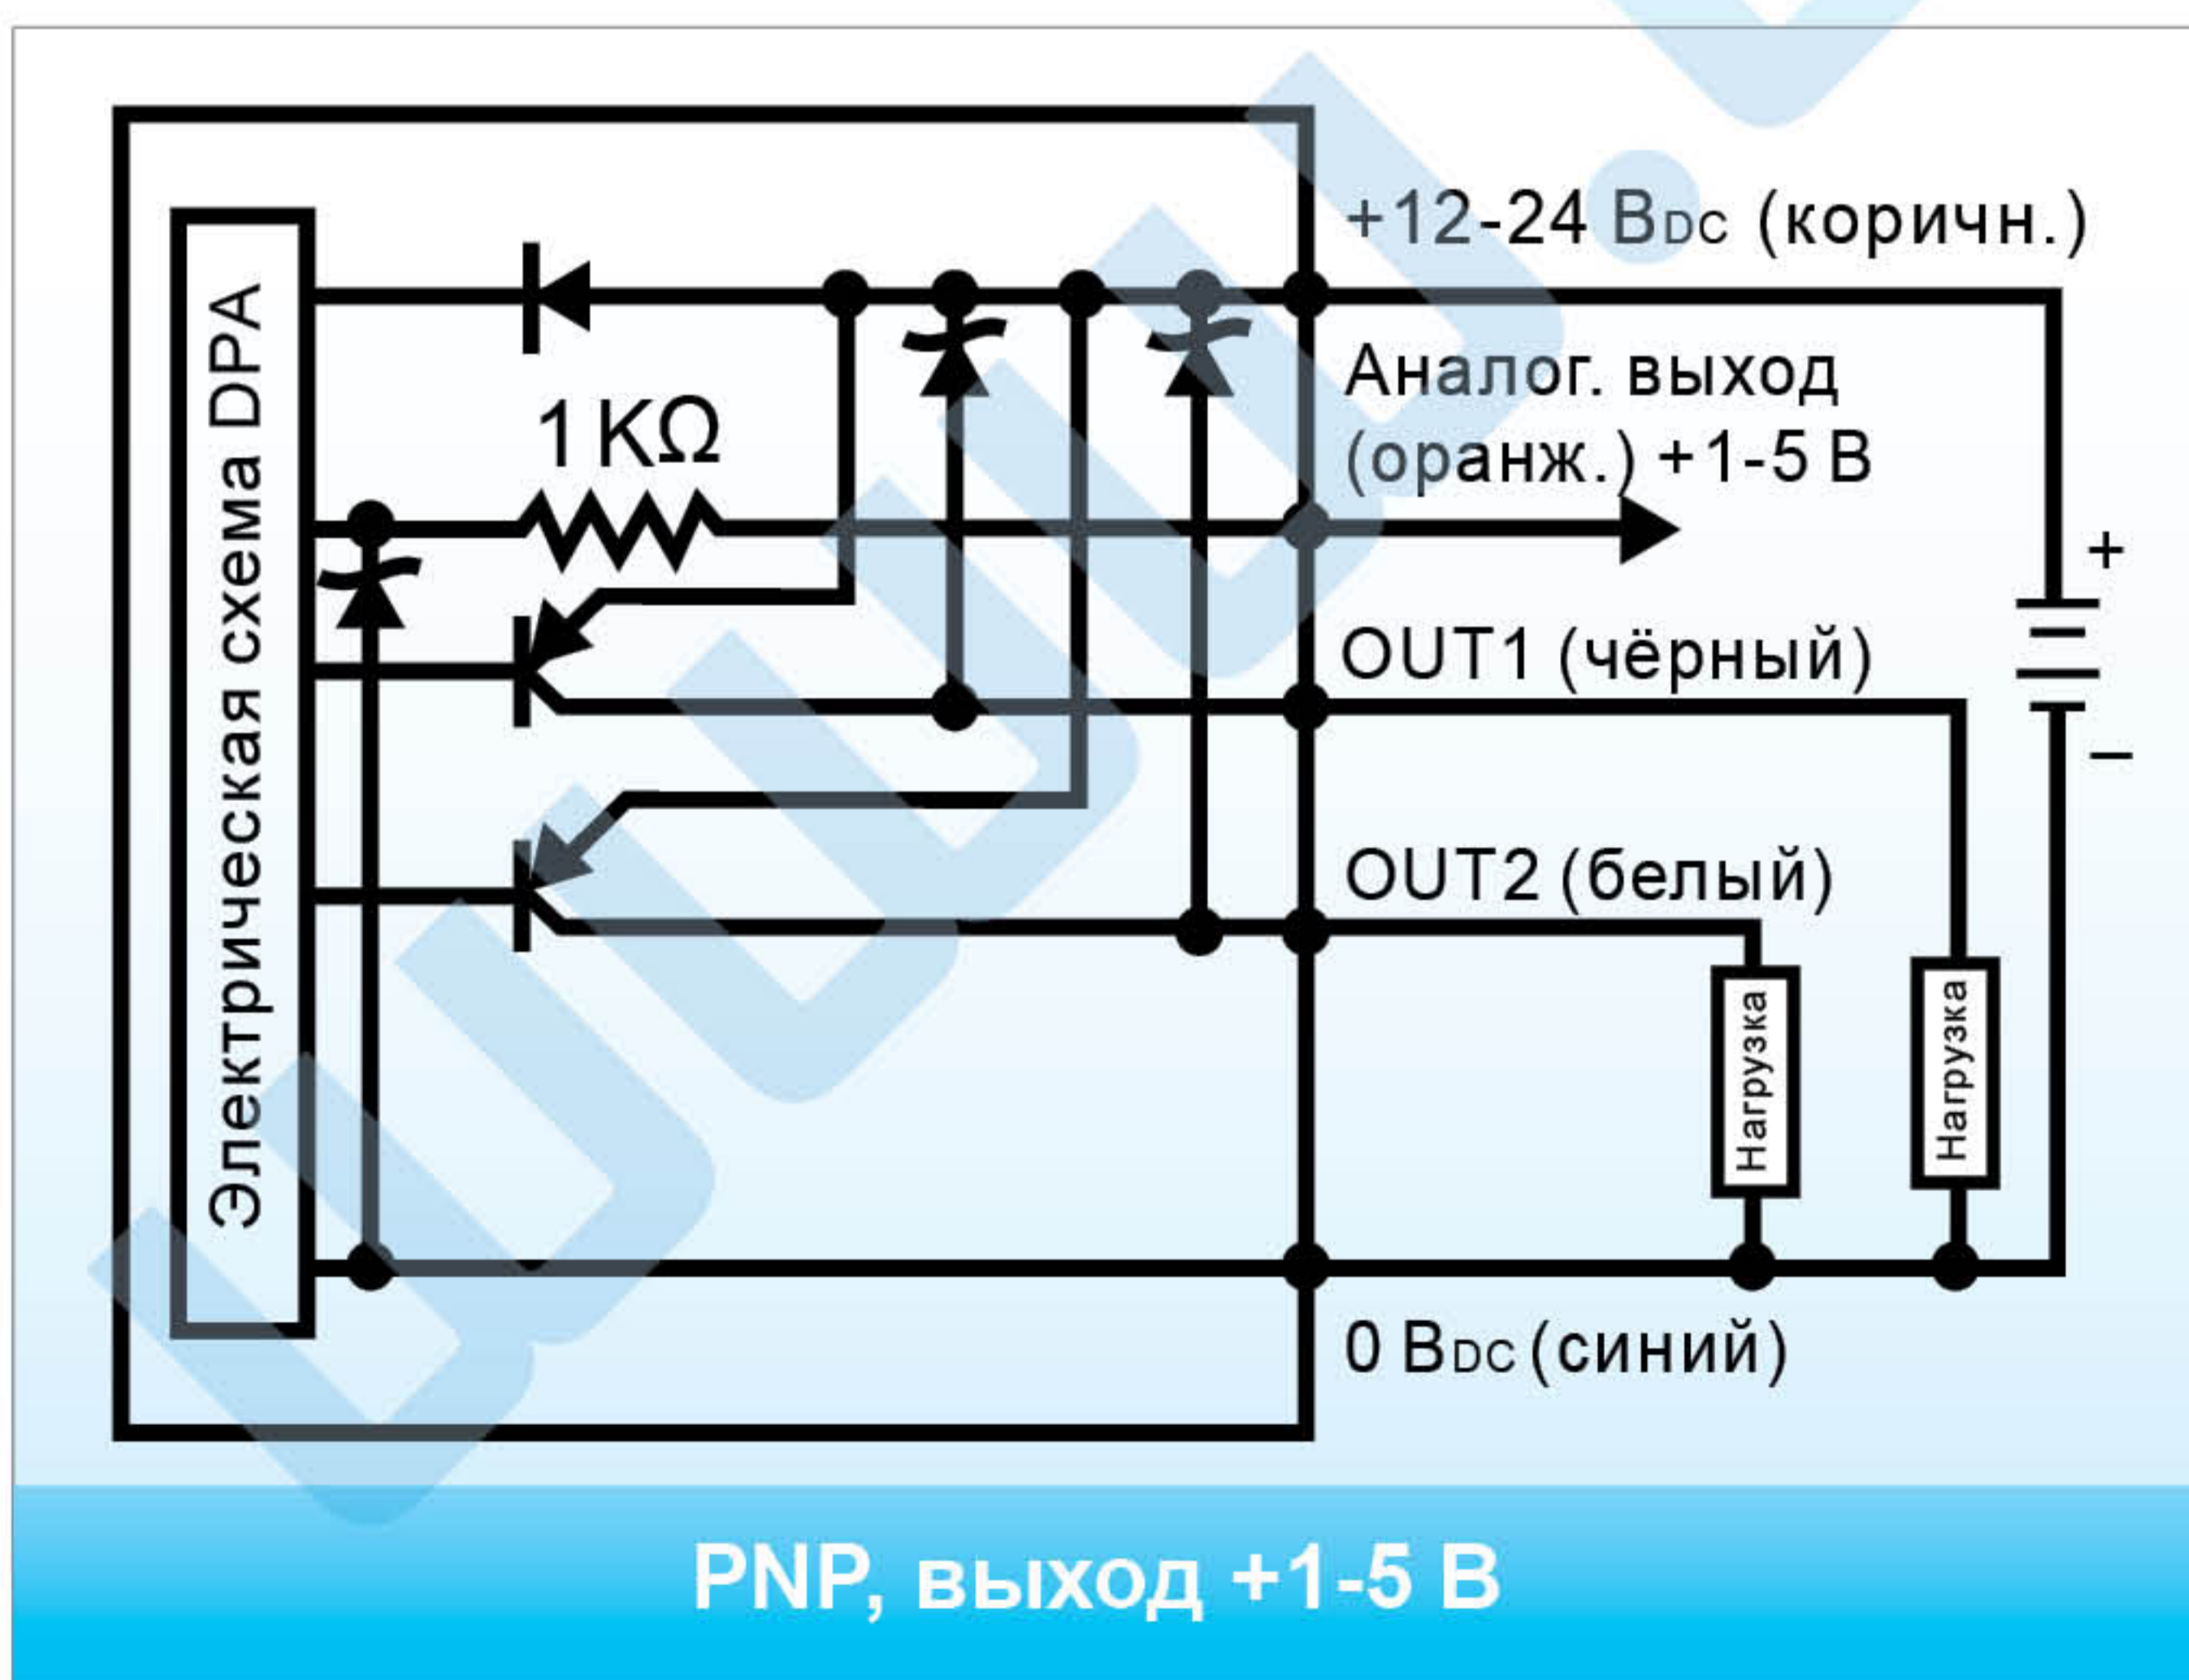 +12-24 BDC (коричн.)
Аналог. выход
(оранж.) +1-5 В
1 KΩ
Электрическая схема DPA
+
OUT1 (чёрный)
–
OUT2 (белый)
Нагрузка
Нагрузка
0 BDC (синий)
PNP, выход +1-5 В